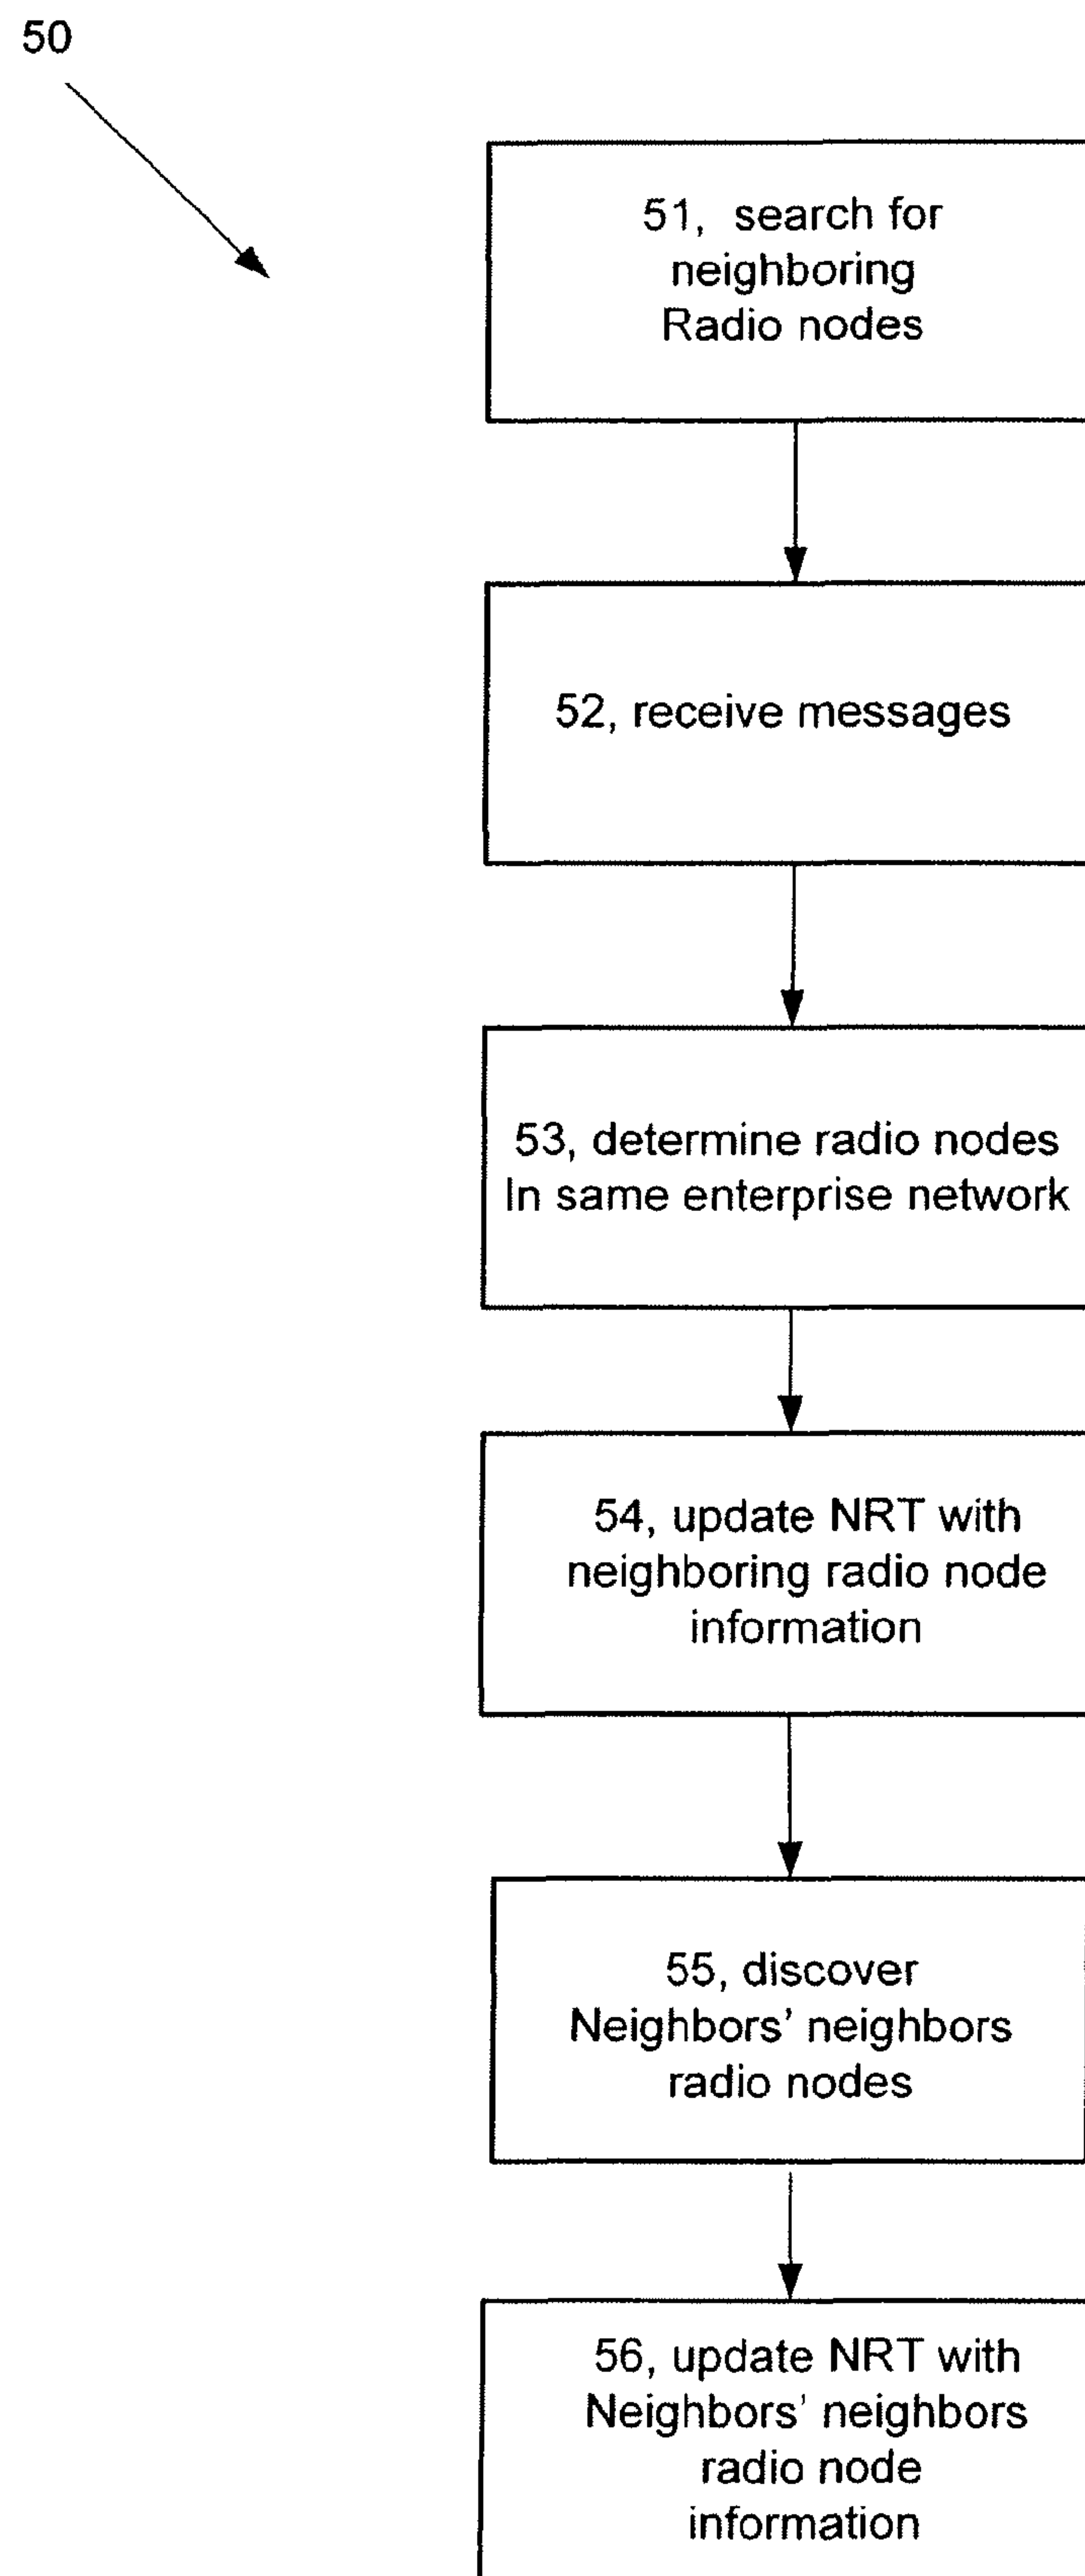 50
51, search for
neighboring
Radio nodes
52, receive messages
53, determine radio nodes
In same enterprise network
54, update NRT with
neighboring radio node
information
55, discover
Neighbors' neighbors
radio nodes
56, update NRT with
Neighbors' neighbors
radio node
information